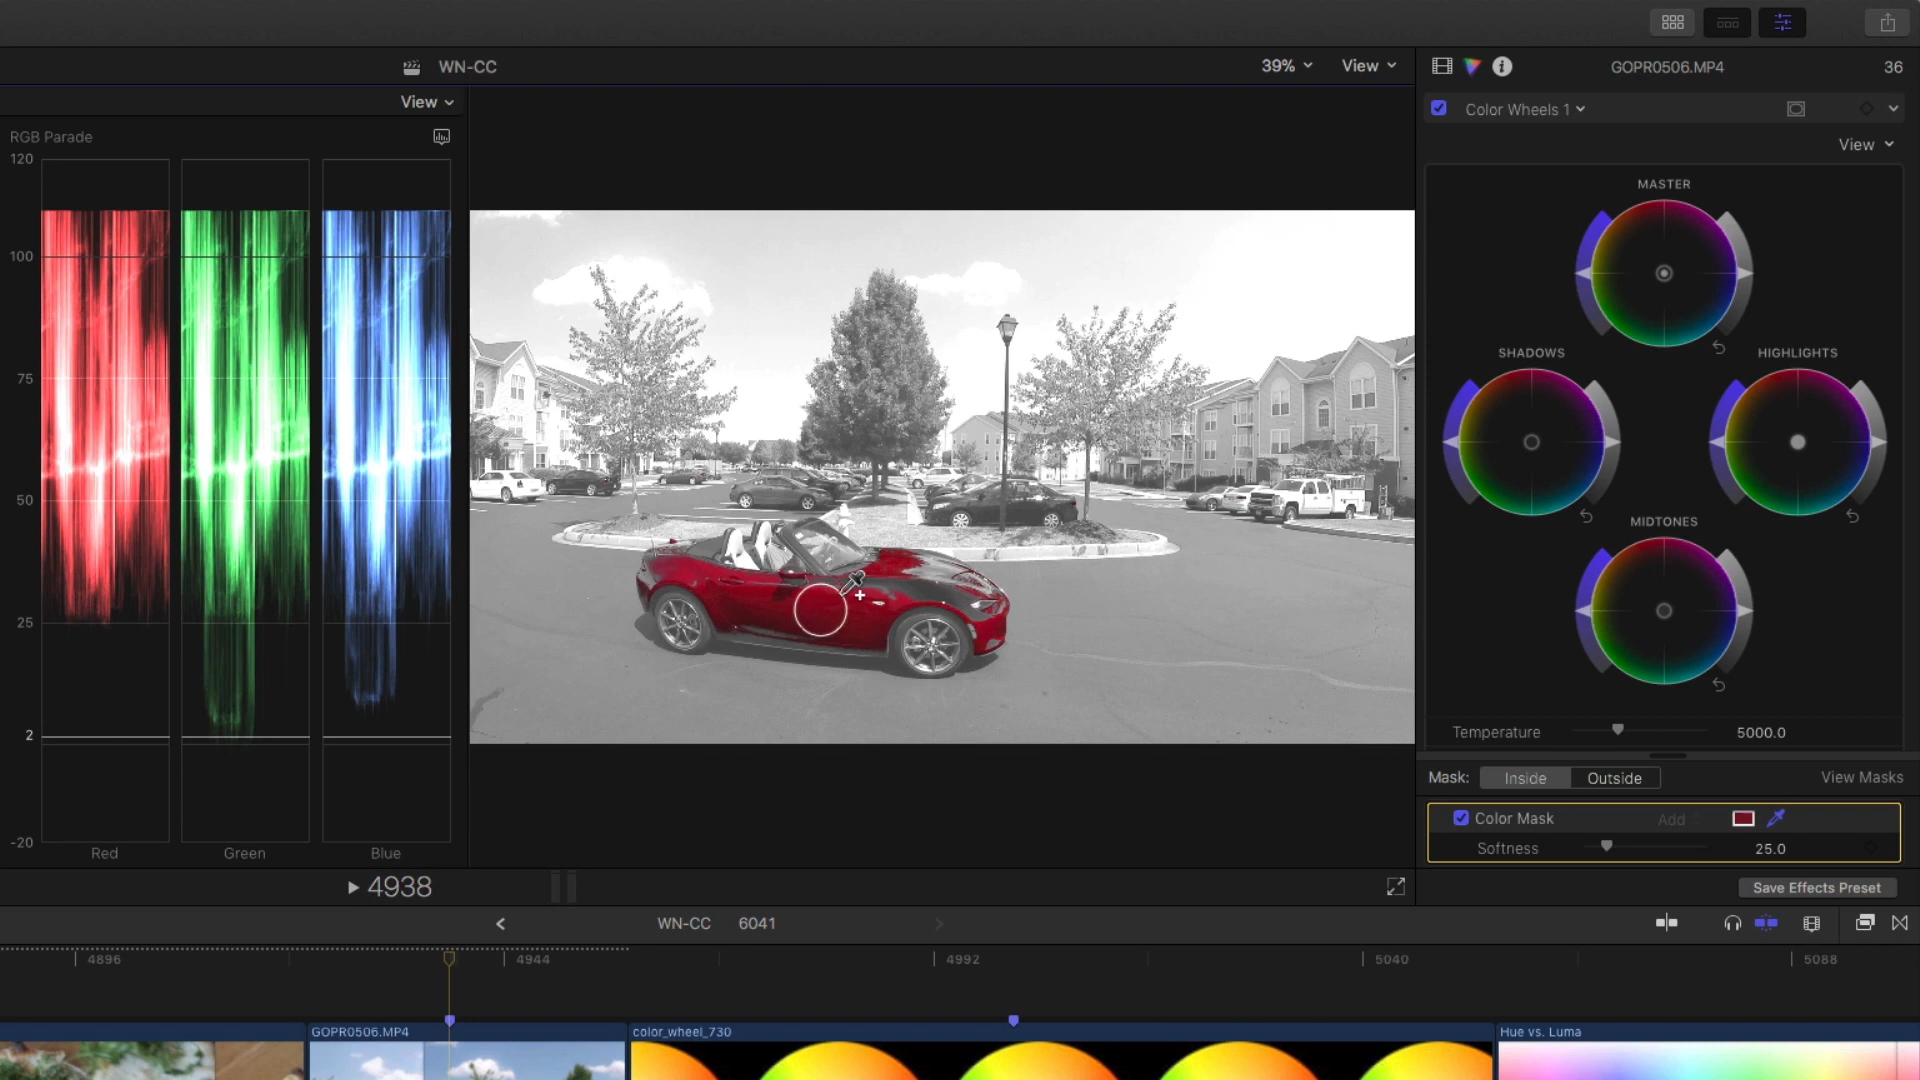 WN-CC
39%
View
GOPR0506.MP4
36
View
Color Wheels 1
RGB Parade
View
120
100
75
50
25
2
-20
Red
Green
Blue
MASTER
SHADOWS
HIGHLIGHTS
MIDTONES
Temperature
5000.0
Mask:
Inside
Outside
View Masks
Color Mask
Add
Softness
25.0
4938
Save Effects Preset
WN-CC
6041
4896
4944
4992
5040
5088
GOPR0506.MP4
color_wheel_730
Hue vs. Luma